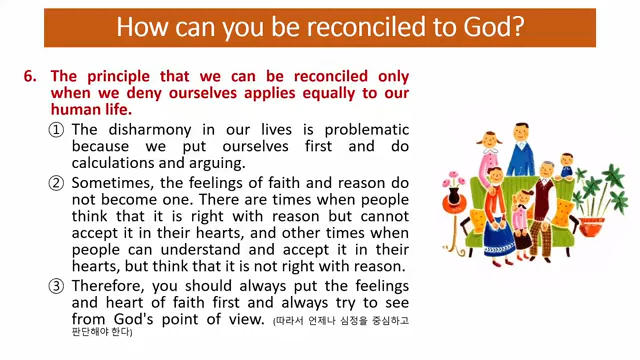 How can you be reconciled to God?
6. The principle that we can be reconciled only
when we deny ourselves applies equally to our
human life.
① The disharmony in our lives is problematic
because we put ourselves first and do
calculations and arguing.
② Sometimes, the feelings of faith and reason do
not become one. There are times when people
think that it is right with reason but cannot
accept it in their hearts, and other times when
people can understand and accept it in their
hearts, but think that it is not right with reason.
③ Therefore, you should always put the feelings
and heart of faith first and always try to see
from God's point of view. (따라서 언제나 심정을 중심하고
판단해야 한다)